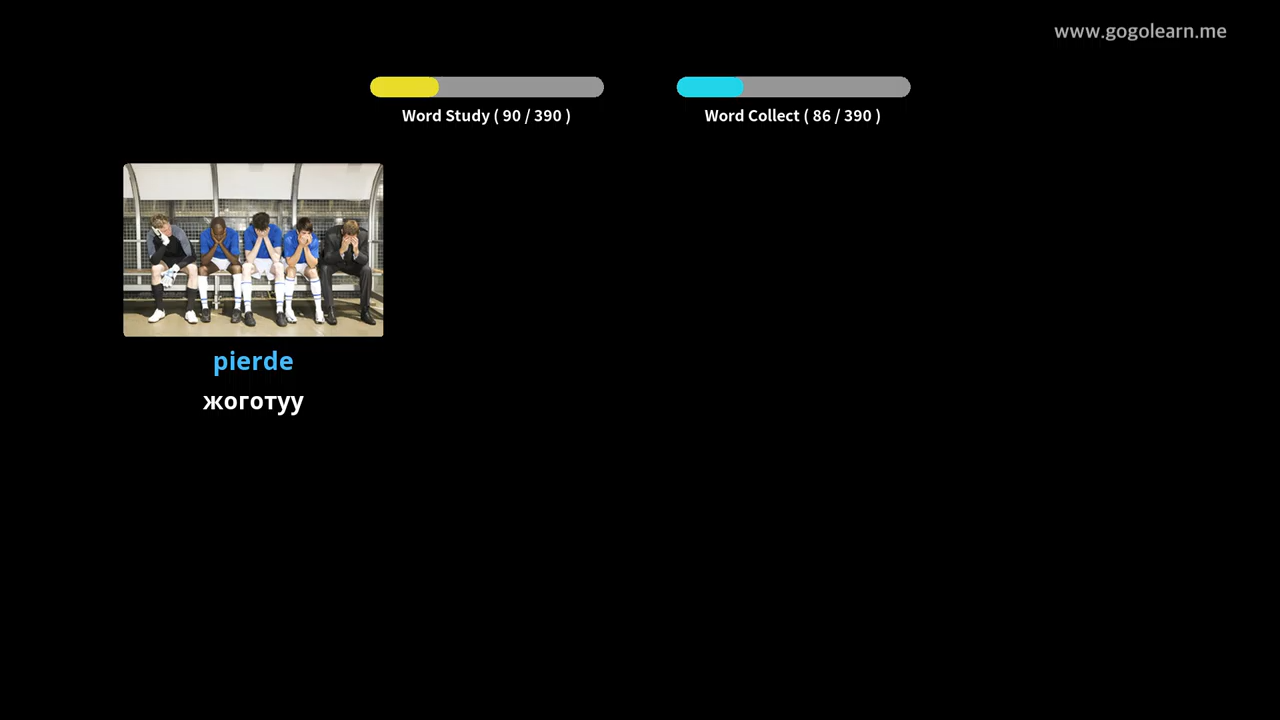 www.gogolearn.me
Word Study ( 90 / 390 )
Word Collect ( 86 / 390 )
pierde
жоготуу